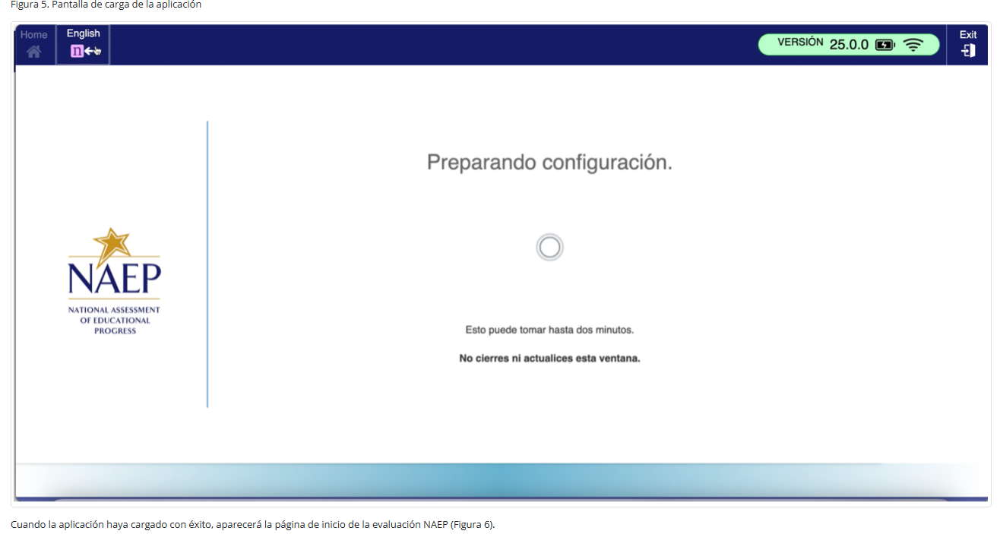 Figura 5. Pantalla de carga de la aplicación
Home
English
n
VERSIÓN 25.0.0
Exit
Preparando configuración.
NAEP
NATIONAL ASSESSMENT
OF EDUCATIONAL
PROGRESS
Esto puede tomar hasta dos minutos.
No cierres ni actualices esta ventana.
Cuando la aplicación haya cargado con éxito, aparecerá la página de inicio de la evaluación NAEP (Figura 6).